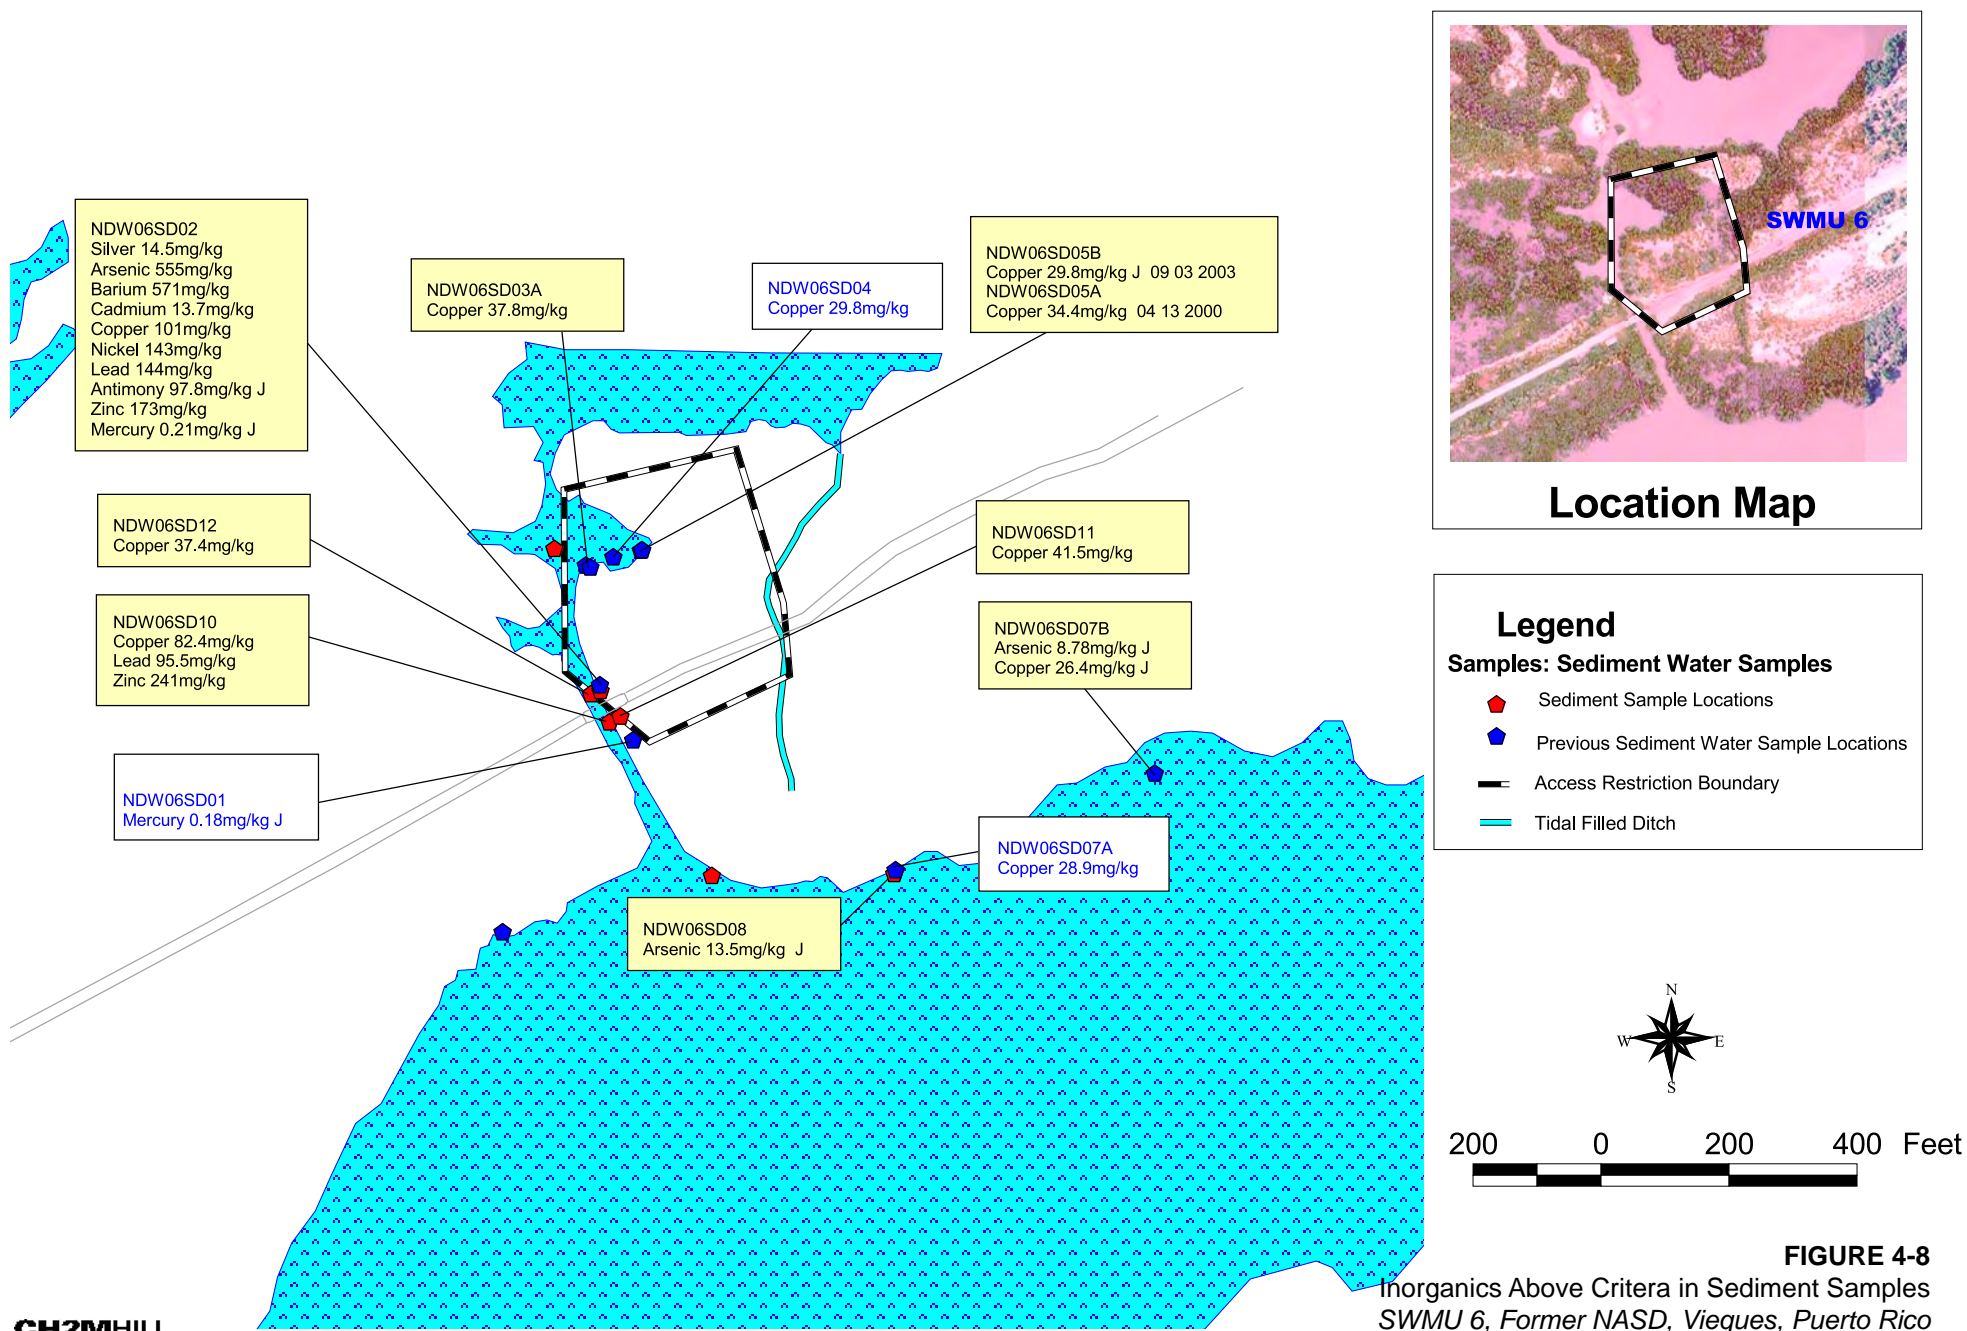 NDW06SD02
Silver 14.5mg/kg
Arsenic 555mg/kg
Barium 571mg/kg
Cadmium 13.7mg/kg
Copper 101mg/kg
Nickel 143mg/kg
Lead 144mg/kg
Antimony 97.8mg/kg J
Zinc 173mg/kg
Mercury 0.21mg/kg J
NDW06SD03A
Copper 37.8mg/kg
NDW06SD04
Copper 29.8mg/kg
NDW06SD05B
Copper 29.8mg/kg J 09 03 2003
NDW06SD05A
Copper 34.4mg/kg 04 13 2000
NDW06SD12
Copper 37.4mg/kg
NDW06SD10
Copper 82.4mg/kg
Lead 95.5mg/kg
Zinc 241mg/kg
NDW06SD01
Mercury 0.18mg/kg J
NDW06SD11
Copper 41.5mg/kg
NDW06SD07B
Arsenic 8.78mg/kg J
Copper 26.4mg/kg J
NDW06SD07A
Copper 28.9mg/kg
NDW06SD08
Arsenic 13.5mg/kg J
SWMU 6
Location Map
Legend
Samples: Sediment Water Samples
Sediment Sample Locations
Previous Sediment Water Sample Locations
Access Restriction Boundary
Tidal Filled Ditch
N
W E
S
200 0 200 400 Feet
FIGURE 4-8
Inorganics Above Critera in Sediment Samples
SWMU 6, Former NASD, Vieques, Puerto Rico
CH2MHILL